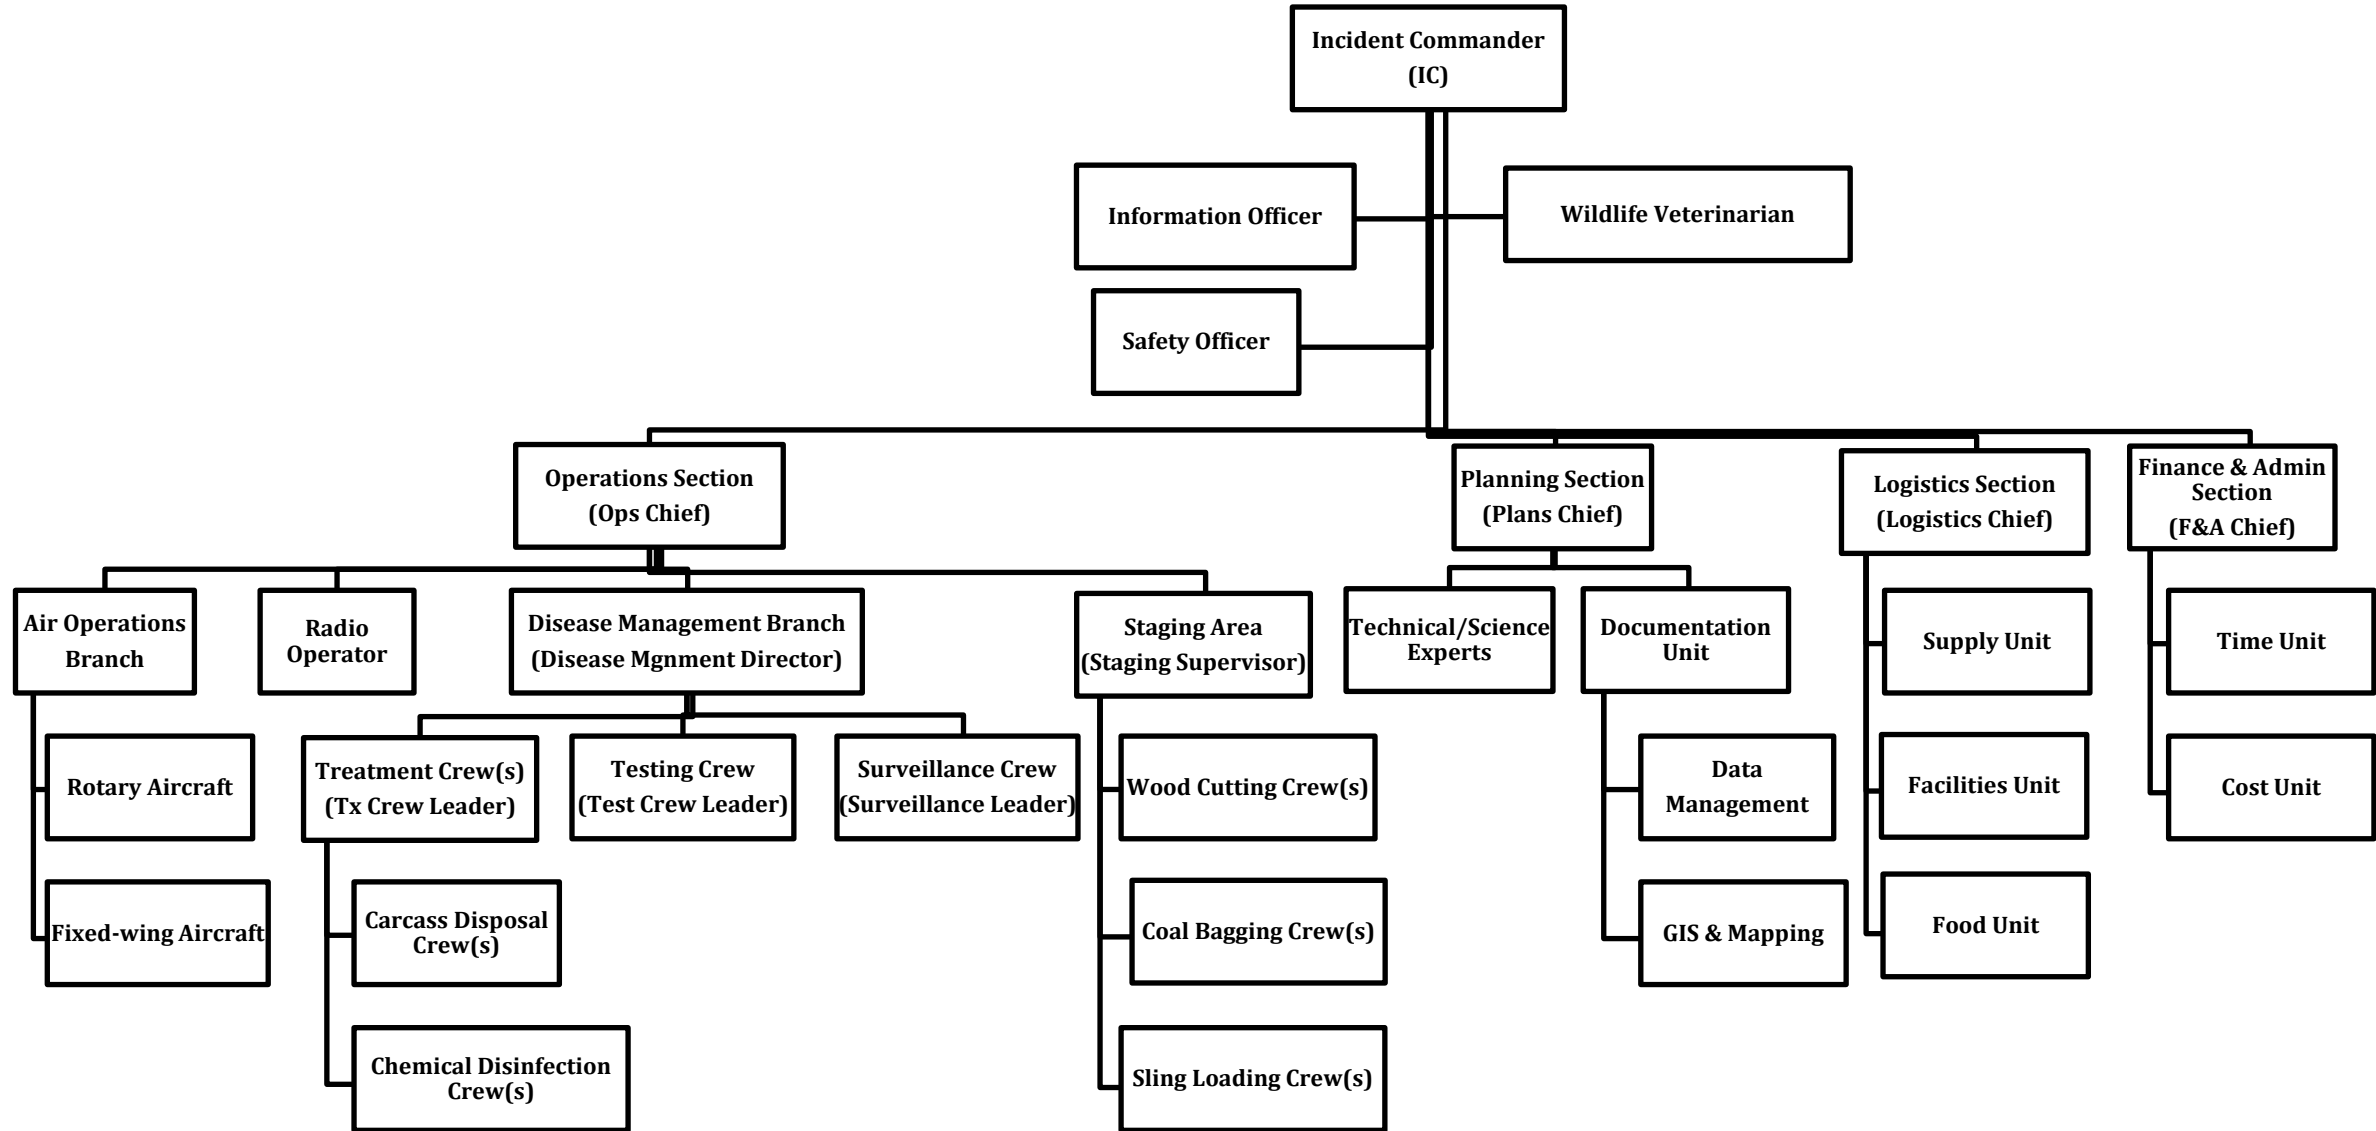 Incident Commander
(IC)
Information Officer
Wildlife Veterinarian
Safety Officer
Operations Section
(Ops Chief)
Planning Section
(Plans Chief)
Logistics Section
(Logistics Chief)
Finance & Admin
Section
(F&A Chief)
Air Operations
Branch
Radio
Operator
Disease Management Branch
(Disease Mgnment Director)
Staging Area
(Staging Supervisor)
Technical/Science
Experts
Documentation
Unit
Supply Unit
Time Unit
Rotary Aircraft
Treatment Crew(s)
(Tx Crew Leader)
Testing Crew
(Test Crew Leader)
Surveillance Crew
(Surveillance Leader)
Wood Cutting Crew(s)
Data
Management
Facilities Unit
Cost Unit
Fixed-wing Aircraft
Carcass Disposal
Crew(s)
Coal Bagging Crew(s)
GIS & Mapping
Food Unit
Chemical Disinfection
Crew(s)
Sling Loading Crew(s)